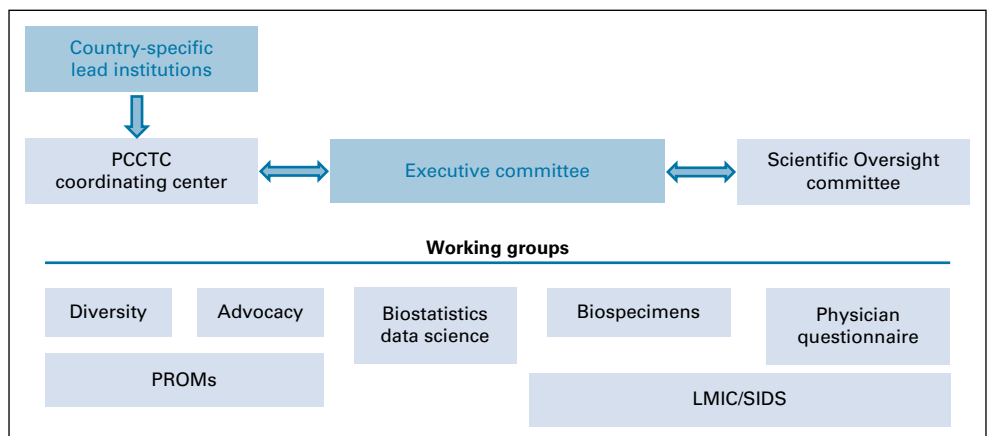 Country-specific
lead institutions
PCCTC
coordinating center
Executive committee
Scientific Oversight
committee
Working groups
Diversity
Advocacy
Biostatistics
data science
Biospecimens
Physician
questionnaire
PROMs
LMIC/SIDS